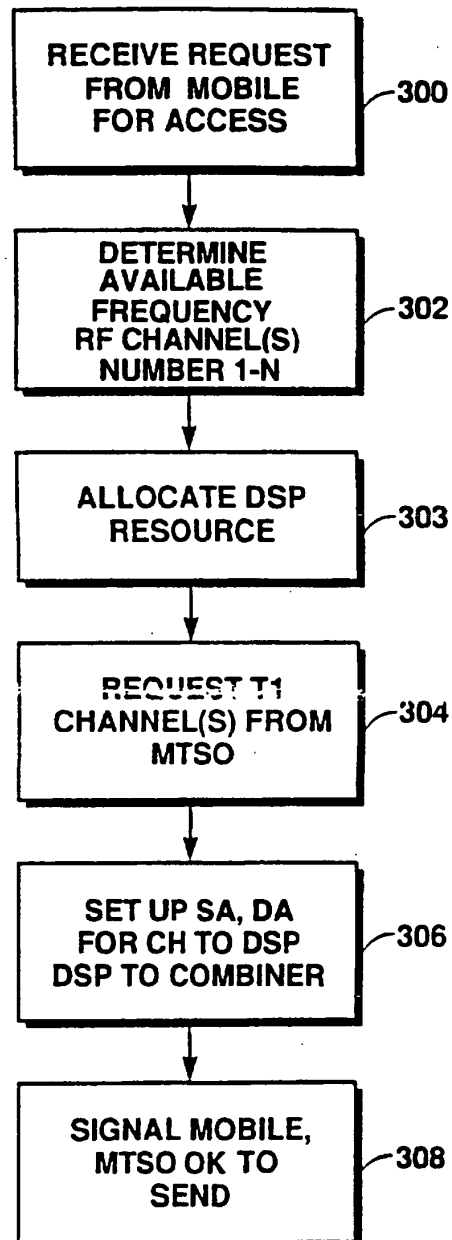 RECEIVE REQUEST
FROM MOBILE
FOR ACCESS
300
DETERMINE
AVAILABLE
FREQUENCY
RF CHANNEL(S)
NUMBER 1-N
302
ALLOCATE DSP
RESOURCE
303
REQUEST T1
CHANNEL(S) FROM
MTSO
304
SET UP SA, DA
FOR CH TO DSP
DSP TO COMBINER
306
SIGNAL MOBILE,
MTSO OK TO
SEND
308